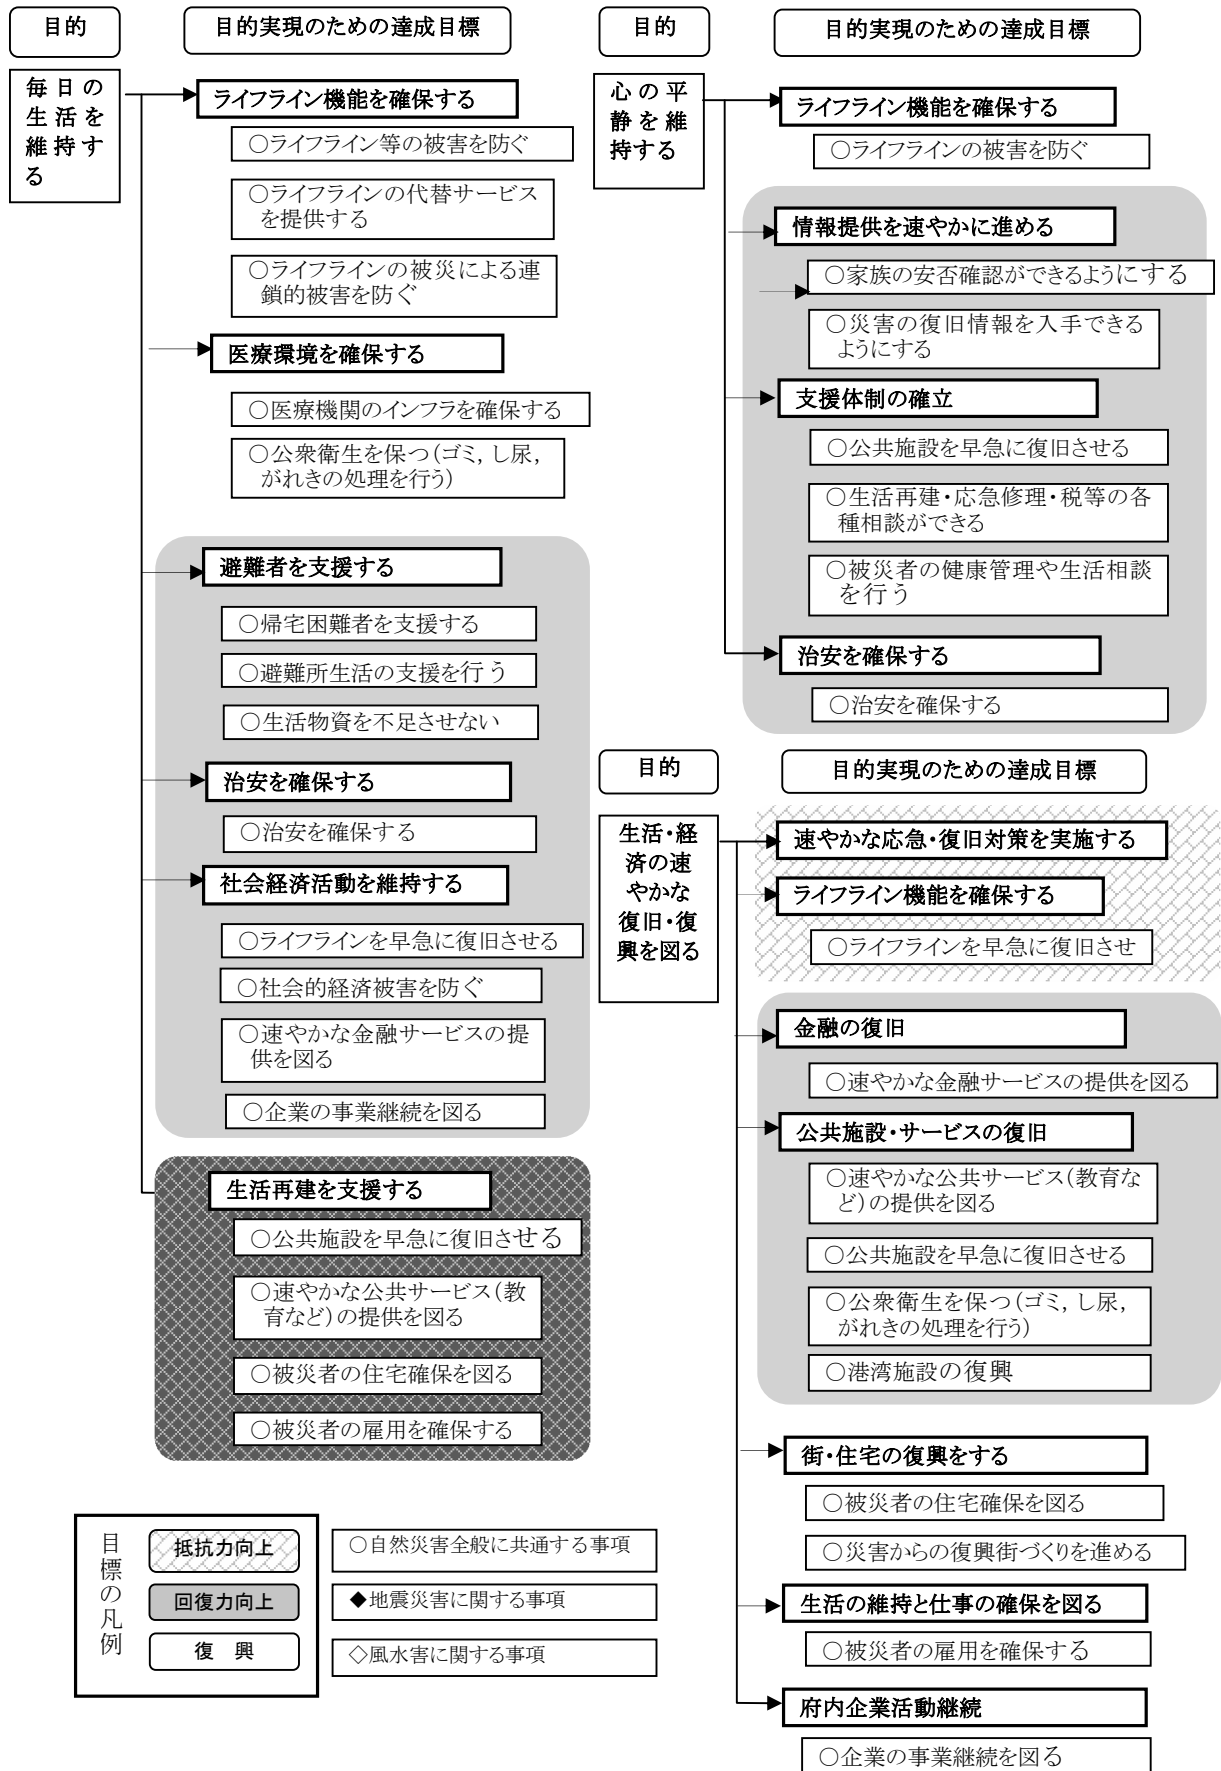 目的
目的実現のための達成目標
毎日の
生活を
維持す
る
ライフライン機能を確保する
○ライフライン等の被害を防ぐ
○ライフラインの代替サービス
を提供する
○ライフラインの被災による連
鎖的被害を防ぐ
医療環境を確保する
○医療機関のインフラを確保する
○公衆衛生を保つ(ゴミ, し尿,
がれきの処理を行う)
避難者を支援する
○帰宅困難者を支援する
○避難所生活の支援を行う
○生活物資を不足させない
治安を確保する
○治安を確保する
社会経済活動を維持する
○ライフラインを早急に復旧させる
○社会的経済被害を防ぐ
○速やかな金融サービスの提
供を図る
○企業の事業継続を図る
生活再建を支援する
○公共施設を早急に復旧させる
○速やかな公共サービス(教
育など)の提供を図る
○被災者の住宅確保を図る
○被災者の雇用を確保する
目標の凡例
抵抗力向上
回復力向上
復 興
○自然災害全般に共通する事項
◆地震災害に関する事項
◇風水害に関する事項
目的
目的実現のための達成目標
心の平
静を維
持する
ライフライン機能を確保する
○ライフラインの被害を防ぐ
情報提供を速やかに進める
○家族の安否確認ができるようにする
○災害の復旧情報を入手できる
ようにする
支援体制の確立
○公共施設を早急に復旧させる
○生活再建・応急修理・税等の各
種相談ができる
○被災者の健康管理や生活相談
を行う
治安を確保する
○治安を確保する
目的
目的実現のための達成目標
生活・経
済の速
やかな
復旧・復
興を図る
速やかな応急・復旧対策を実施する
ライフライン機能を確保する
○ライフラインを早急に復旧させ
金融の復旧
○速やかな金融サービスの提供を図る
公共施設・サービスの復旧
○速やかな公共サービス(教育な
ど)の提供を図る
○公共施設を早急に復旧させる
○公衆衛生を保つ(ゴミ, し尿,
がれきの処理を行う)
○港湾施設の復興
街・住宅の復興をする
○被災者の住宅確保を図る
○災害からの復興街づくりを進める
生活の維持と仕事の確保を図る
○被災者の雇用を確保する
府内企業活動継続
○企業の事業継続を図る